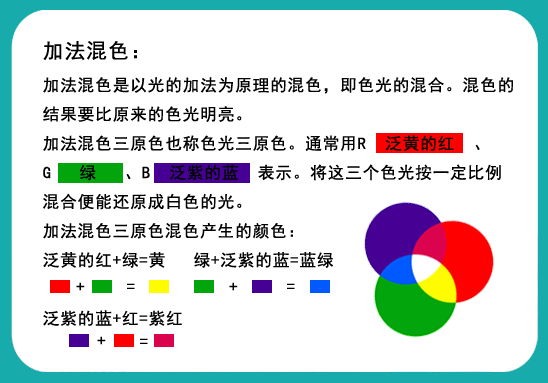 加法混色：
加法混色是以光的加法为原理的混色，即色光的混合。混色的
结果要比原来的色光明亮。
加法混色三原色也称色光三原色。通常用R 泛黄的红 、
G 绿 、B 泛紫的蓝 表示。将这三个色光按一定比例
混合便能还原成白色的光。
加法混色三原色混色产生的颜色：
泛黄的红+绿=黄 绿+泛紫的蓝=蓝绿
+ = + =
泛紫的蓝+红=紫红
+ =